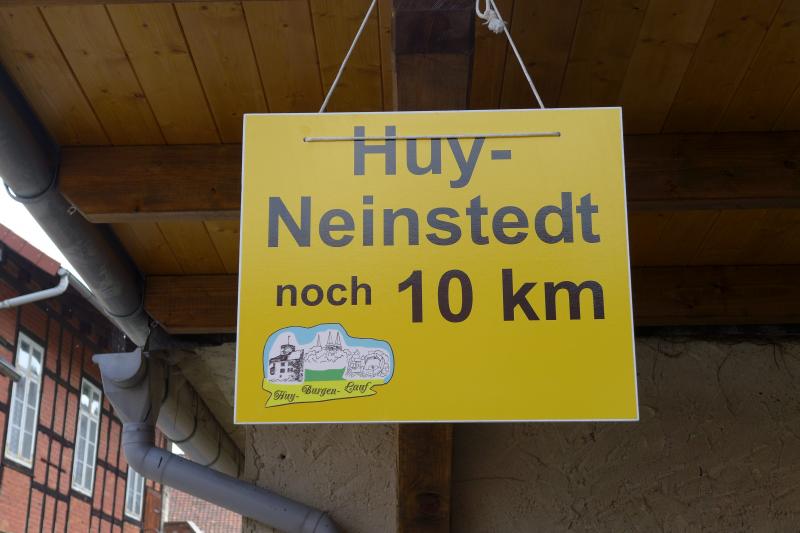 Huy-
Neinstedt
noch 10 km
Huy- Burgen- Lauf